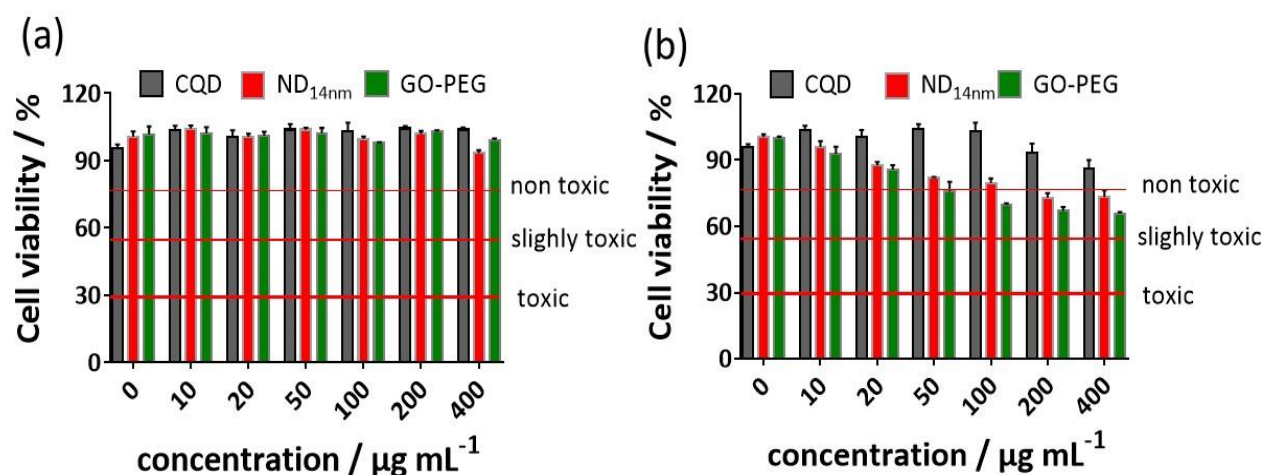 (a)
CQD ND14nm GO-PEG
Cell viability / %
120
90
60
30
0
non toxic
slighly toxic
toxic
0 10 20 50 100 200 400
concentration / µg mL-1
(b)
CQD ND14nm GO-PEG
Cell viability / %
120
90
60
30
0
non toxic
slighly toxic
toxic
0 10 20 50 100 200 400
concentration / µg mL-1